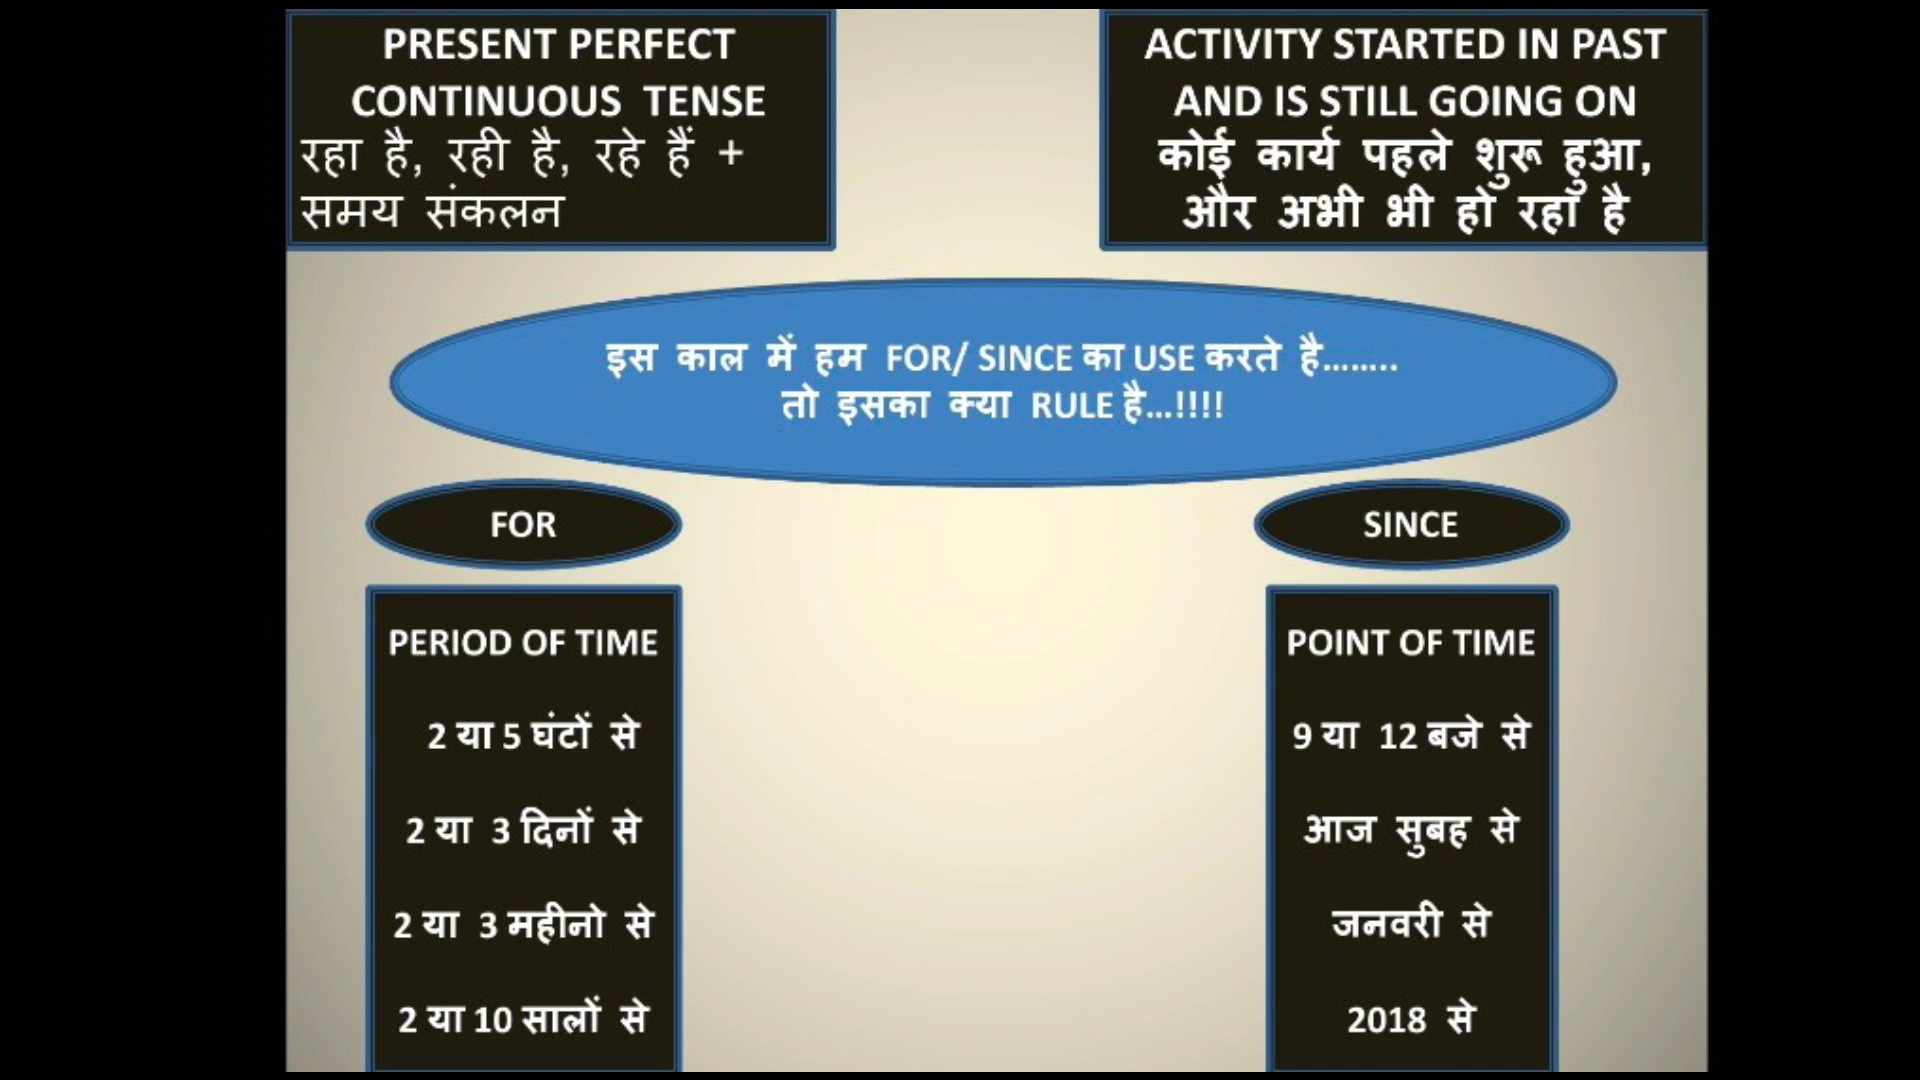 PRESENT PERFECT
CONTINUOUS TENSE
रहा है, रही है, रहे हैं +
समय संकलन
ACTIVITY STARTED IN PAST
AND IS STILL GOING ON
कोई कार्य पहले शुरू हुआ,
और अभी भी हो रहा है
इस काल में हम FOR/ SINCE का USE करते है........
तो इसका क्या RULE है...!!!!
FOR
PERIOD OF TIME
2 या 5 घंटों से
2 या 3 दिनों से
2 या 3 महीनो से
2 या 10 सालों से
SINCE
POINT OF TIME
9 या 12 बजे से
आज सुबह से
जनवरी से
2018 से